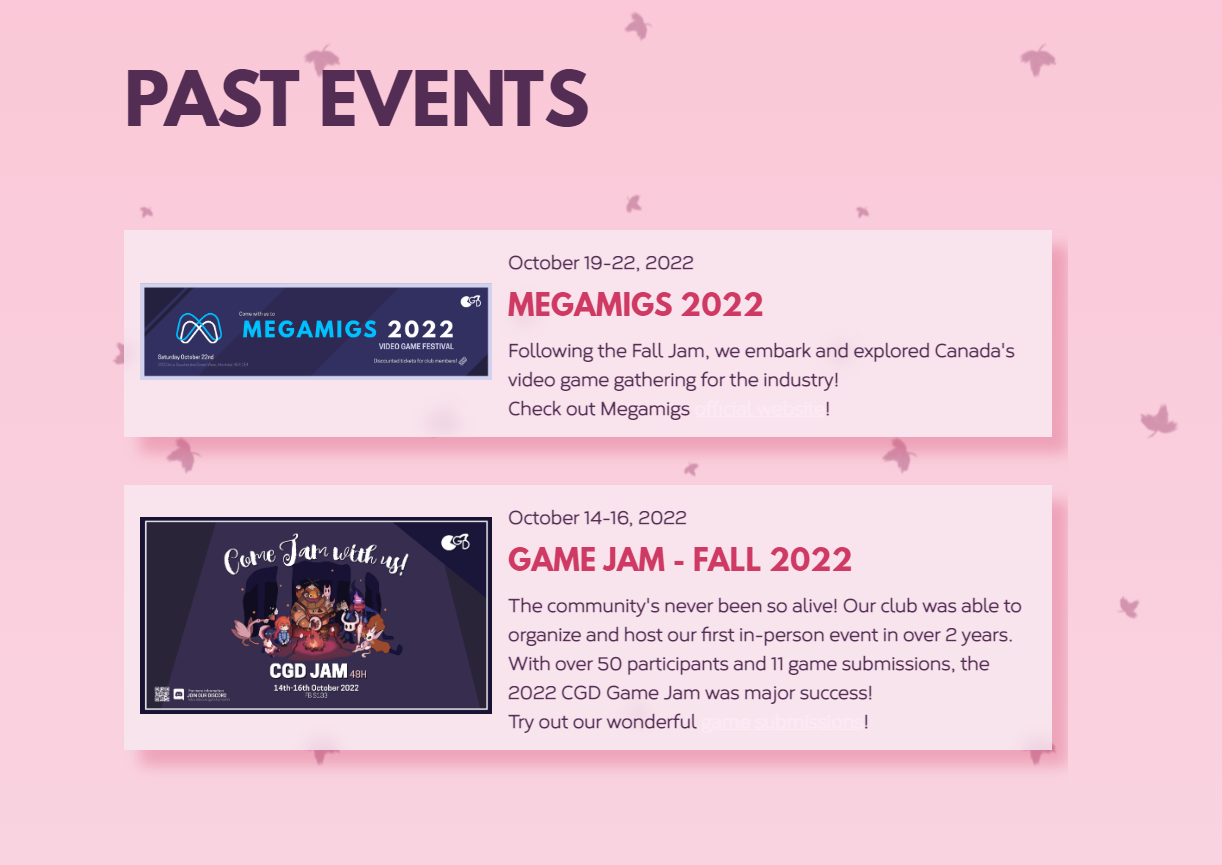 PAST EVENTS
October 19-22, 2022
MEGAMIGS 2022
Following the Fall Jam, we embark and explored Canada's
video game gathering for the industry!
Check out Megamigs official website!
Come with us to
MEGAMIGS 2022
VIDEO GAME FESTIVAL
Saturday October 22nd
Discounted tickets for club members!
October 14-16, 2022
GAME JAM - FALL 2022
The community's never been so alive! Our club was able to
organize and host our first in-person event in over 2 years.
With over 50 participants and 11 game submissions, the
2022 CGD Game Jam was major success!
Try out our wonderful game submissions!
Come Jam with us!
CGD JAM 48H
14th-16th October 2022
JOIN OUR DISCORD